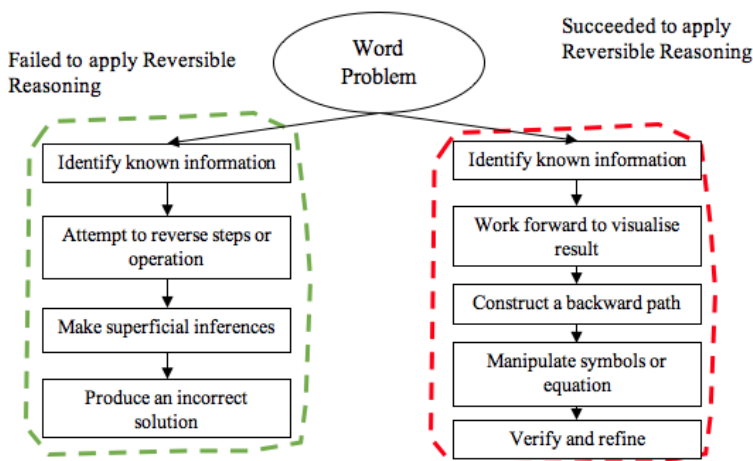 Word
Problem
Failed to apply Reversible
Reasoning
Identify known information
Attempt to reverse steps or
operation
Make superficial inferences
Produce an incorrect
solution
Succeeded to apply
Reversible Reasoning
Identify known information
Work forward to visualise
result
Construct a backward path
Manipulate symbols or
equation
Verify and refine